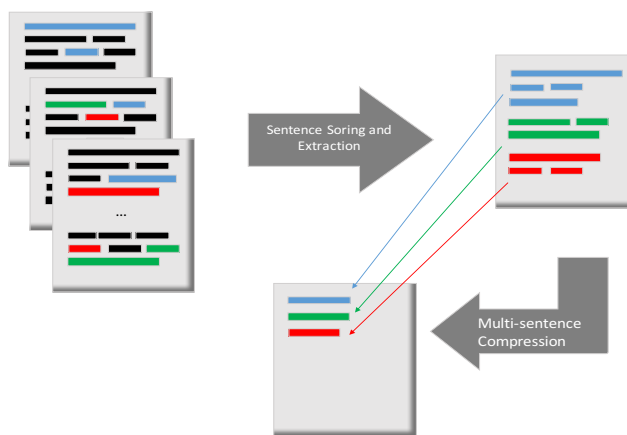 Sentence Soring and
Extraction
...
Multi-sentence
Compression